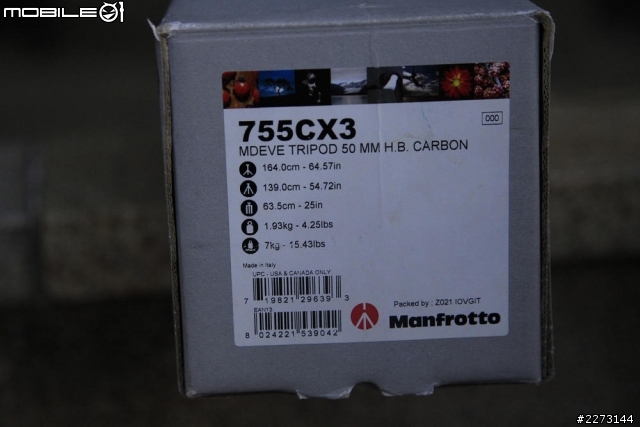 MOBILE01
755CX3
000
MDEVE TRIPOD 50 MM H.B. CARBON
164.0cm - 64.57in
139.0cm - 54.72in
63.5cm - 25in
1.93kg - 4.25lbs
7kg - 15.43lbs
Made in Italy
UPC - USA & CANADA ONLY
7 19821 29639 3
EAN13
8 024221 539042
Packed by : Z021 IOVGIT
Manfrotto
#2273144